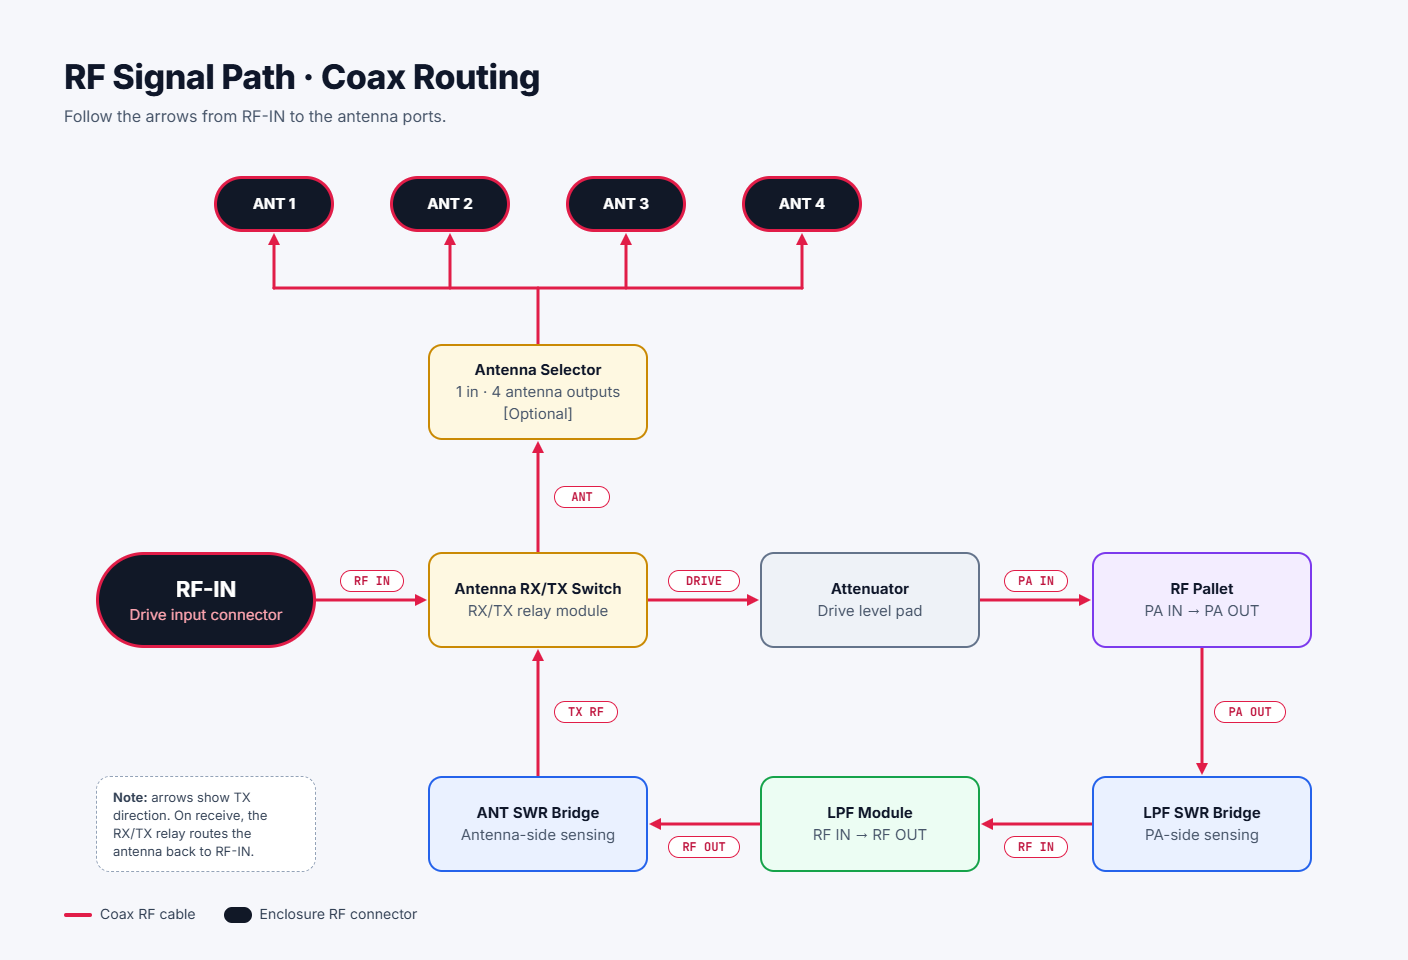 RF Signal Path · Coax Routing
Follow the arrows from RF-IN to the antenna ports.
ANT 1
ANT 2
ANT 3
ANT 4
Antenna Selector
1 in · 4 antenna outputs
[Optional]
ANT
RF-IN
Drive input connector
RF IN
Antenna RX/TX Switch
RX/TX relay module
DRIVE
Attenuator
Drive level pad
PA IN
RF Pallet
PA IN → PA OUT
TX RF
PA OUT
Note: arrows show TX
direction. On receive, the
RX/TX relay routes the
antenna back to RF-IN.
ANT SWR Bridge
Antenna-side sensing
RF OUT
LPF Module
RF IN → RF OUT
RF IN
LPF SWR Bridge
PA-side sensing
Coax RF cable
Enclosure RF connector